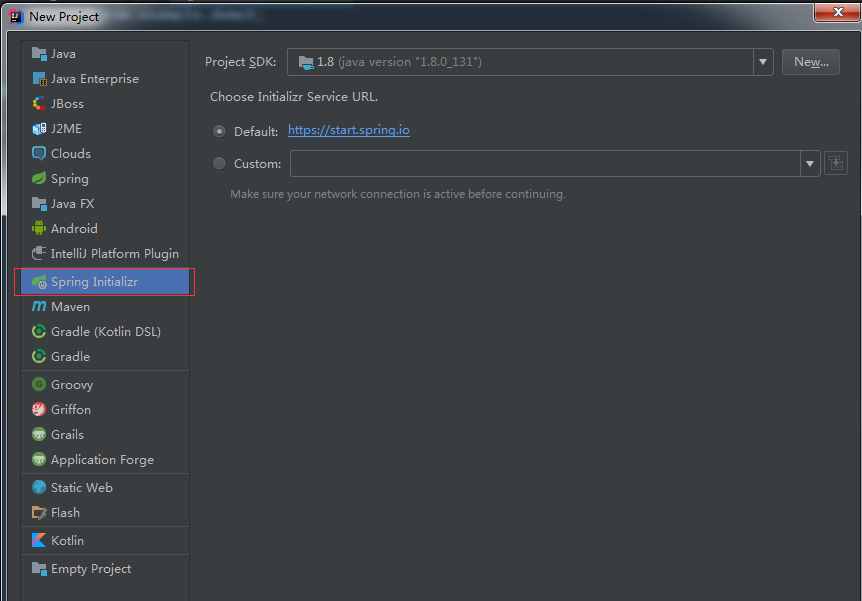 New Project
Java
Java Enterprise
JBoss
J2ME
Clouds
Spring
Java FX
Android
IntelliJ Platform Plugin
Spring Initializr
Maven
Gradle (Kotlin DSL)
Gradle
Groovy
Griffon
Grails
Application Forge
Static Web
Flash
Kotlin
Empty Project
Project SDK: 1.8 (java version "1.8.0_131") New...
Choose Initializr Service URL.
Default: https://start.spring.io
Custom:
Make sure your network connection is active before continuing.